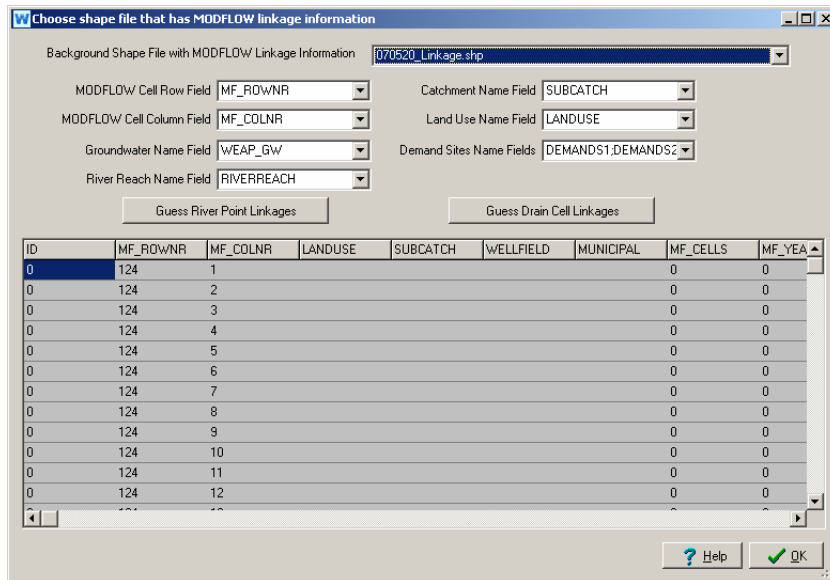 Choose shape file that has MODFLOW linkage information
Background Shape File with MODFLOW Linkage Information 070520_Linkage.shp
MODFLOW Cell Row Field MF_ROWNR Catchment Name Field SUBCATCH
MODFLOW Cell Column Field MF_COLNR Land Use Name Field LANDUSE
Groundwater Name Field WEAP_GW Demand Sites Name Fields DEMANDS1;DEMANDS2
River Reach Name Field RIVERREACH
Guess River Point Linkages Guess Drain Cell Linkages
ID MF_ROWNR MF_COLNR LANDUSE SUBCATCH WELLFIELD MUNICIPAL MF_CELLS MF_YEA
0 124 1 0 0
0 124 2 0 0
0 124 3 0 0
0 124 4 0 0
0 124 5 0 0
0 124 6 0 0
0 124 7 0 0
0 124 8 0 0
0 124 9 0 0
0 124 10 0 0
0 124 11 0 0
0 124 12 0 0
? Help OK